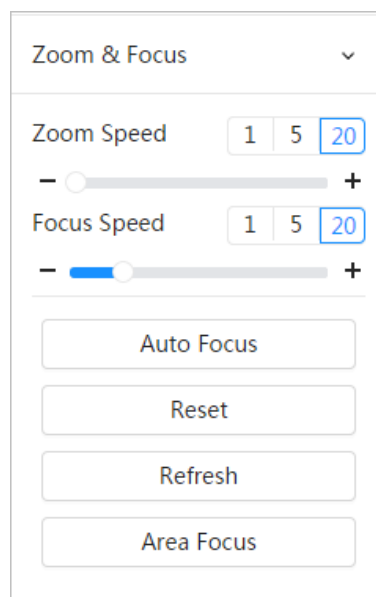 Zoom & Focus
Zoom Speed 1 5 20
− +
Focus Speed 1 5 20
− +
Auto Focus
Reset
Refresh
Area Focus